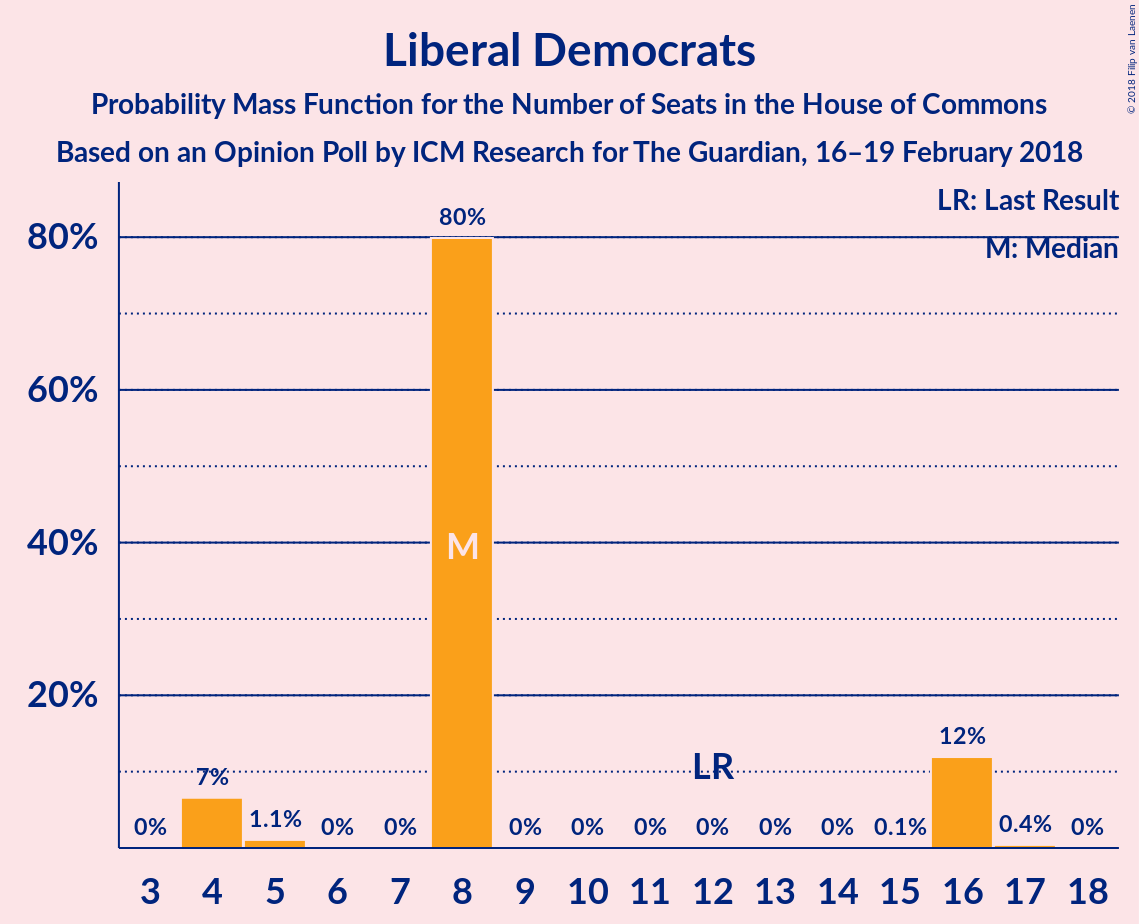 Liberal Democrats
Probability Mass Function for the Number of Seats in the House of Commons
Based on an Opinion Poll by ICM Research for The Guardian, 16–19 February 2018
© 2018 Filip van Laenen
LR: Last Result
M: Median
80%
60%
40%
20%
0%
7%
1.1%
0%
0%
80%
M
0%
0%
0%
0%
LR
0%
0%
0.1%
12%
0.4%
0%
3 4 5 6 7 8 9 10 11 12 13 14 15 16 17 18